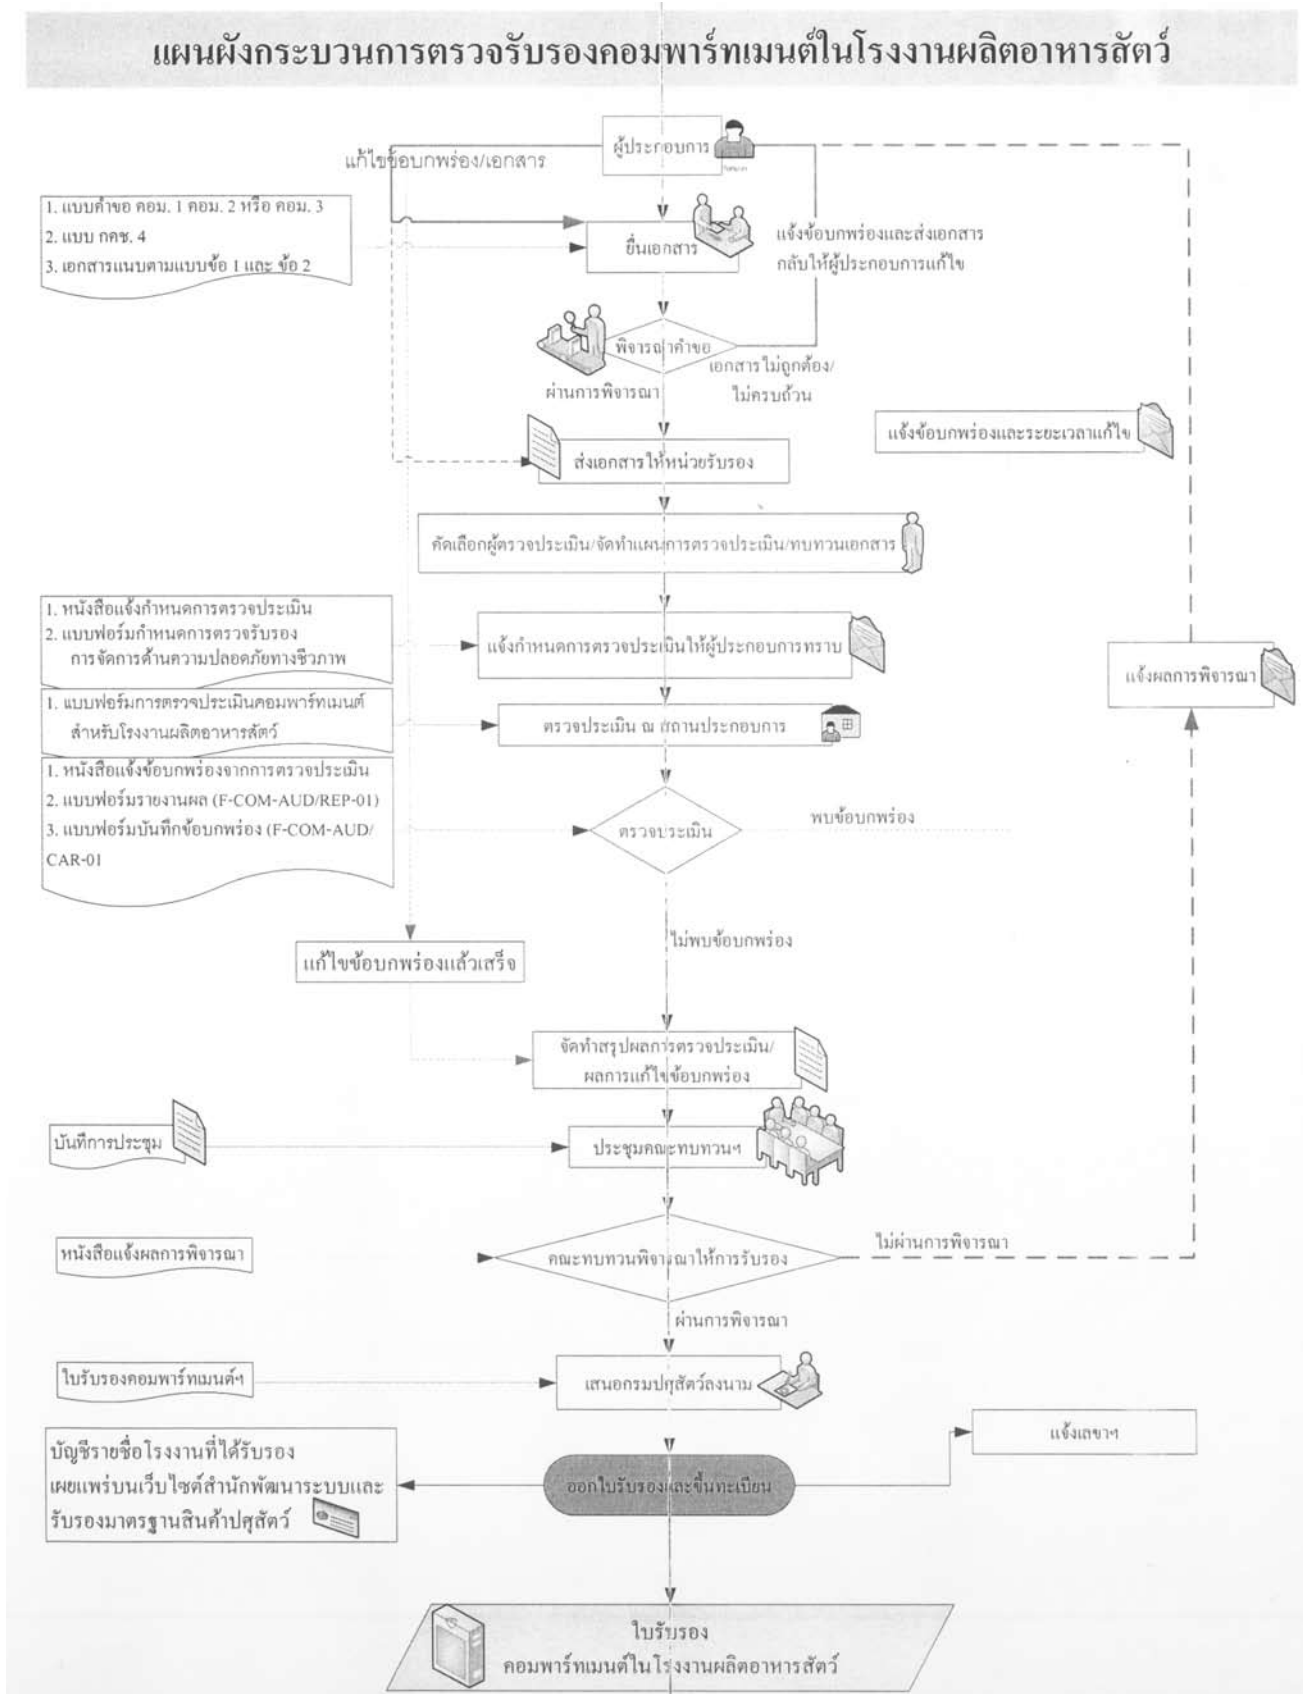 แผนผังกระบวนการตรวจรับรองคอมพาร์ทเมนต์ในโรงงานผลิตอาหารสัตว์
ผู้ประกอบการ
แก้ไขข้อบกพร่อง/เอกสาร
1. แบบคำขอ คอม. 1 คอม. 2 หรือ คอม. 3
2. แบบ กคช. 4
3. เอกสารแนบตามแบบข้อ 1 และ ข้อ 2
ยื่นเอกสาร
แจ้งข้อบกพร่องและส่งเอกสาร
กลับให้ผู้ประกอบการแก้ไข
พิจารณาคำขอ
เอกสารไม่ถูกต้อง/
ไม่ครบถ้วน
ผ่านการพิจารณา
แจ้งข้อบกพร่องและระยะเวลาแก้ไข
ส่งเอกสารให้หน่วยรับรอง
คัดเลือกผู้ตรวจประเมิน/จัดทำแผนการตรวจประเมิน/ทบทวนเอกสาร
1. หนังสือแจ้งกำหนดการตรวจประเมิน
2. แบบฟอร์มกำหนดการตรวจรับรอง
การจัดการด้านความปลอดภัยทางชีวภาพ
แจ้งกำหนดการตรวจประเมินให้ผู้ประกอบการทราบ
แจ้งผลการพิจารณา
1. แบบฟอร์มการตรวจประเมินคอมพาร์ทเมนต์
สำหรับโรงงานผลิตอาหารสัตว์
ตรวจประเมิน ณ สถานประกอบการ
1. หนังสือแจ้งข้อบกพร่องจากการตรวจประเมิน
2. แบบฟอร์มรายงานผล (F-COM-AUD/REP-01)
3. แบบฟอร์มบันทึกข้อบกพร่อง (F-COM-AUD/
CAR-01
ตรวจประเมิน
พบข้อบกพร่อง
ไม่พบข้อบกพร่อง
แก้ไขข้อบกพร่องแล้วเสร็จ
จัดทำสรุปผลการตรวจประเมิน/
ผลการแก้ไขข้อบกพร่อง
บันทึการประชุม
ประชุมคณะทบทวนฯ
หนังสือแจ้งผลการพิจารณา
คณะทบทวนพิจารณาให้การรับรอง
ไม่ผ่านการพิจารณา
ผ่านการพิจารณา
ใบรับรองคอมพาร์ทเมนต์ฯ
เสนอกรมปศุสัตว์ลงนาม
บัญชีรายชื่อโรงงานที่ได้รับรอง
เผยแพร่บนเว็บไซต์สำนักพัฒนาระบบและ
รับรองมาตรฐานสินค้าปศุสัตว์
ออกใบรับรองและขึ้นทะเบียน
แจ้งเลขาฯ
ใบรับรอง
คอมพาร์ทเมนต์ในโรงงานผลิตอาหารสัตว์